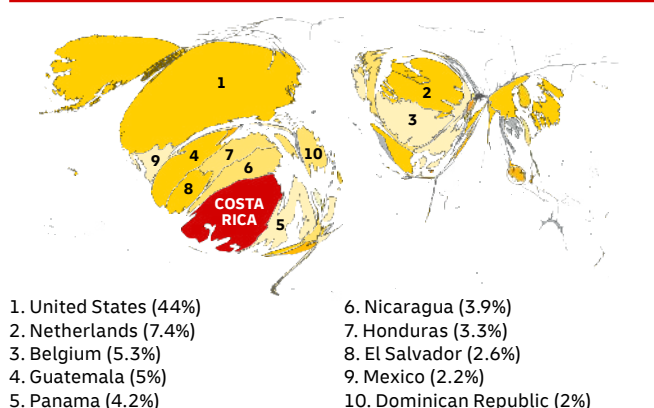 1
2
3
4
7
10
9
6
8
COSTA
RICA
5
1. United States (44%)
2. Netherlands (7.4%)
3. Belgium (5.3%)
4. Guatemala (5%)
5. Panama (4.2%)
6. Nicaragua (3.9%)
7. Honduras (3.3%)
8. El Salvador (2.6%)
9. Mexico (2.2%)
10. Dominican Republic (2%)